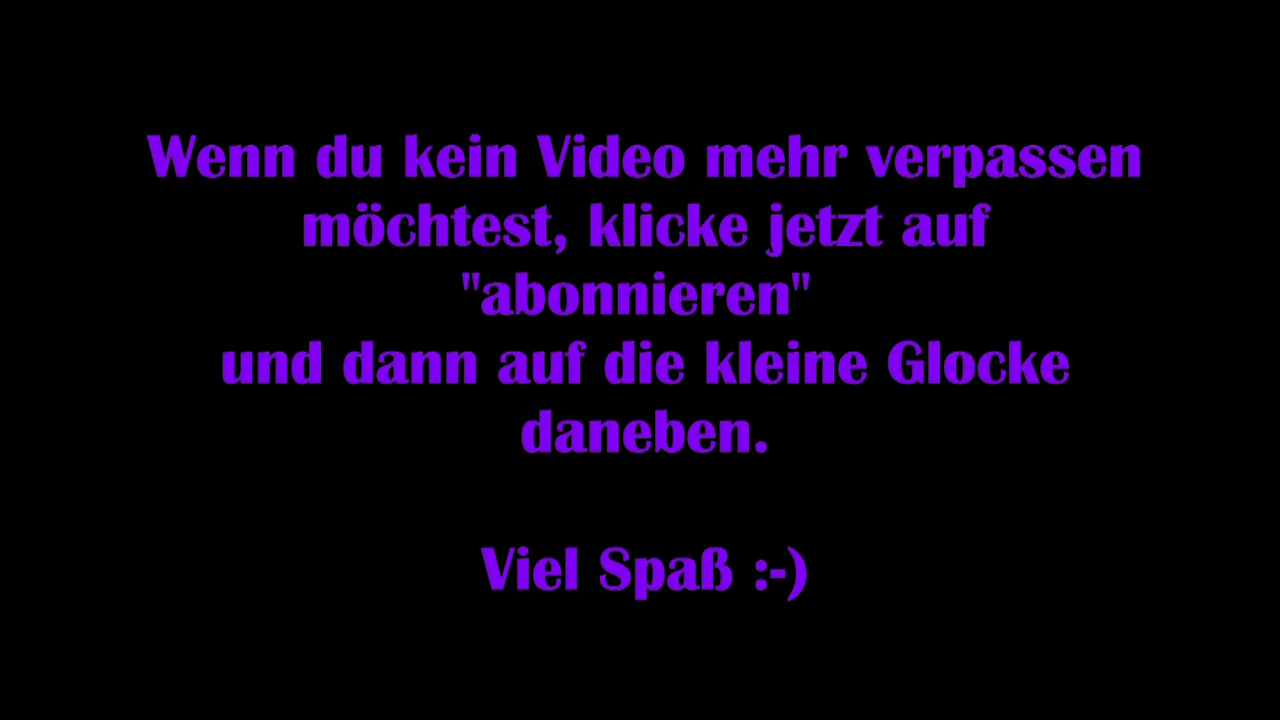 Wenn du kein Video mehr verpassen
möchtest, klicke jetzt auf
"abonnieren"
und dann auf die kleine Glocke
daneben.
Viel Spaß :-)